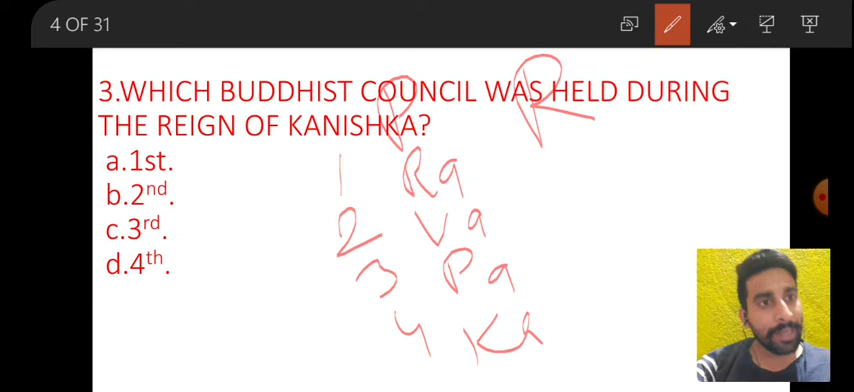 4 OF 31
3.WHICH BUDDHIST COUNCIL WAS HELD DURING
THE REIGN OF KANISHKA?
a.1st.
b.2nd.
c.3rd.
d.4th.
P R
1 Ra
2 Va
3 Pa
4 Ka